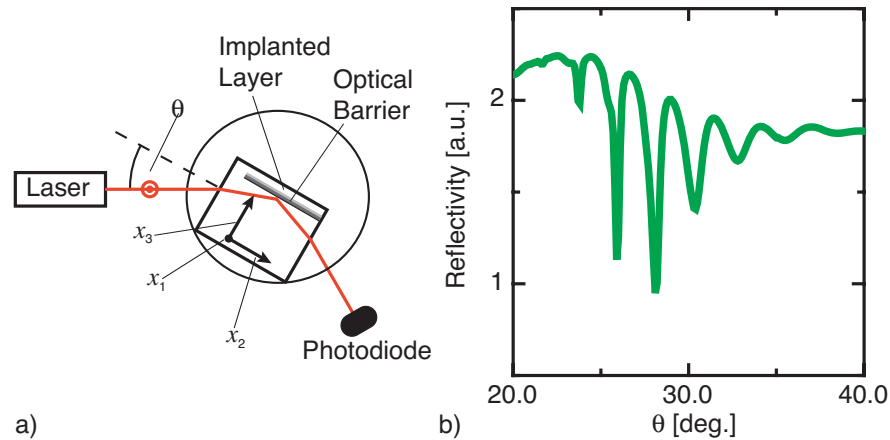 Implanted
Layer
Optical
Barrier
θ
Laser
x3
x1
x2
Photodiode
a)
Reflectivity [a.u.]
2
1
20.0
30.0
40.0
θ [deg.]
b)